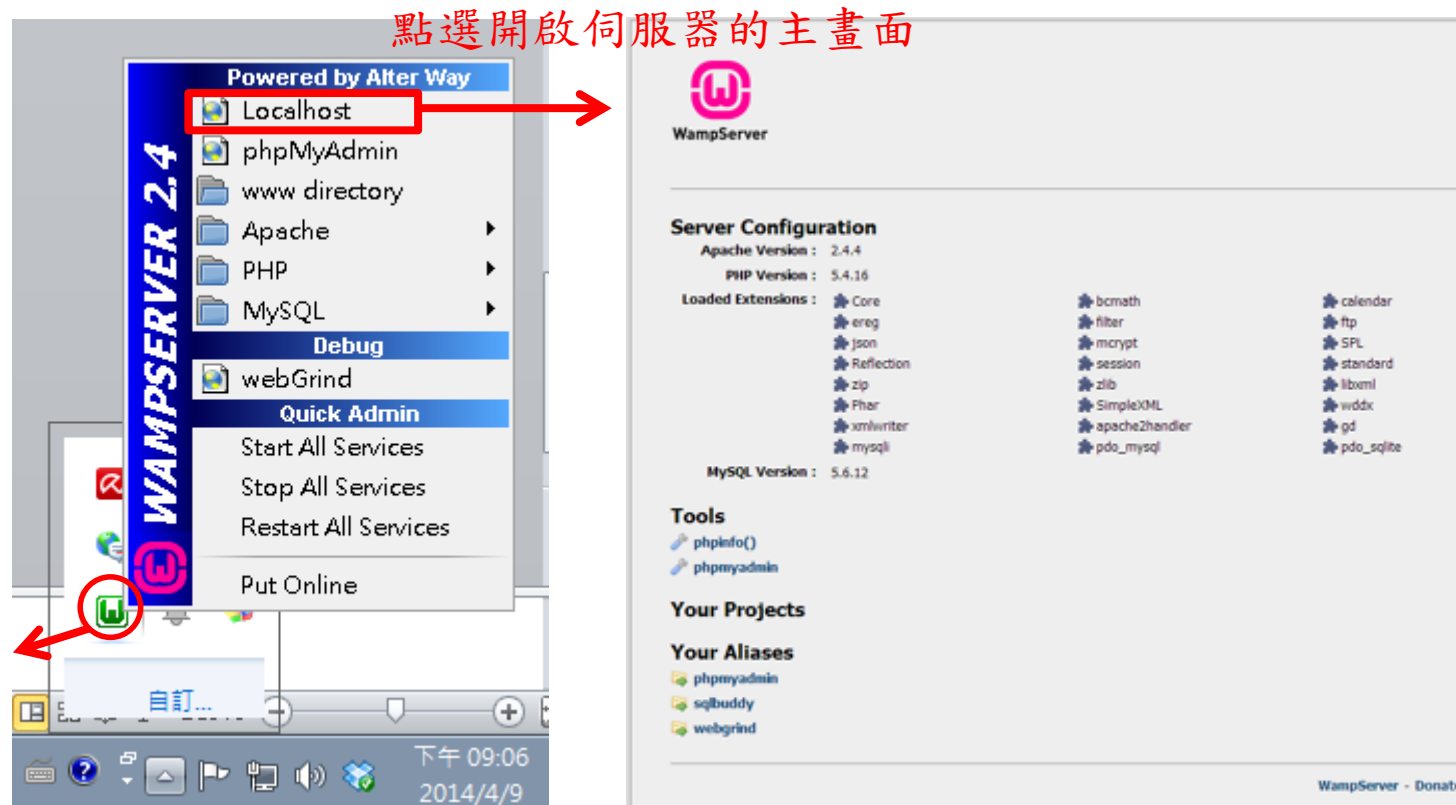 點選開啟伺服器的主畫面
Powered by Alter Way
Localhost
phpMyAdmin
www directory
Apache
PHP
MySQL
Debug
webGrind
Quick Admin
Start All Services
Stop All Services
Restart All Services
Put Online
WAMPSERVER 2.4
自訂...
下午 09:06
2014/4/9
WampServer
Server Configuration
Apache Version : 2.4.4
PHP Version : 5.4.16
Loaded Extensions : Core bcmath calendar
ereg filter ftp
json mcrypt SPL
Reflection session standard
zip zlib libxml
Phar SimpleXML wddx
xmlwriter apache2handler gd
mysqli pdo_mysql pdo_sqlite
MySQL Version : 5.6.12
Tools
phpinfo()
phpmyadmin
Your Projects
Your Aliases
phpmyadmin
sqlbuddy
webgrind
WampServer - Donat